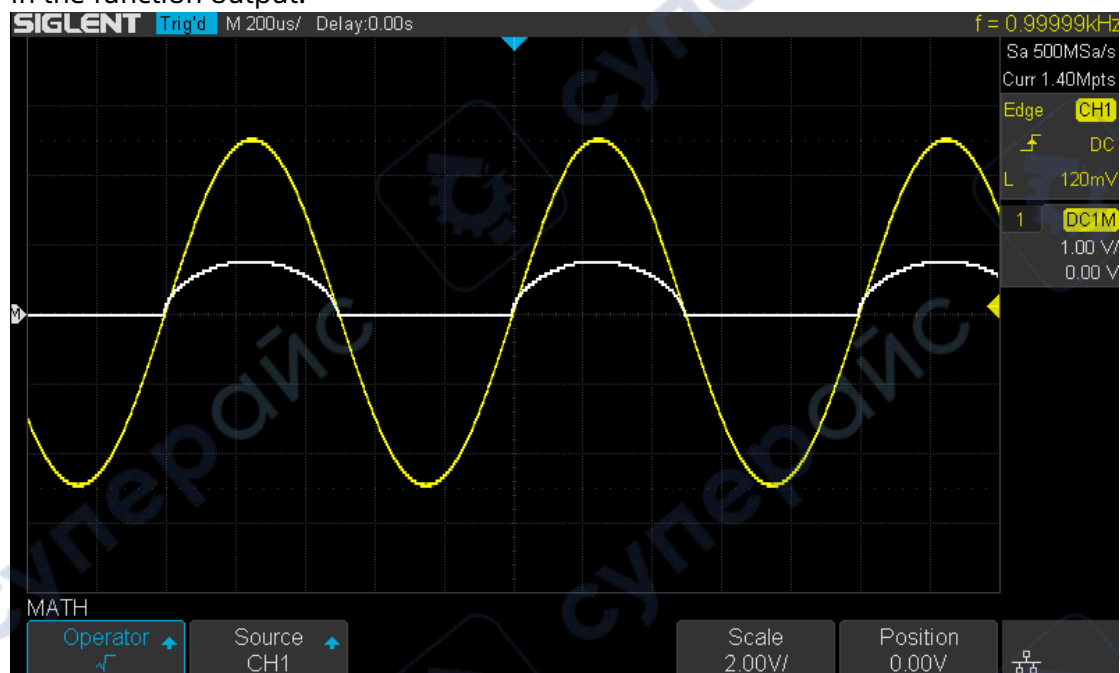 in the function output.
SIGLENT Trig'd M 200us/ Delay:0.00s f = 0.99999kHz
Sa 500MSa/s
Curr 1.40Mpts
Edge CH1
DC
L 120mV
1 DC1M
1.00 V/
0.00 V
M
MATH
Operator Source Scale Position
√ CH1 2.00V/ 0.00V
суперайс